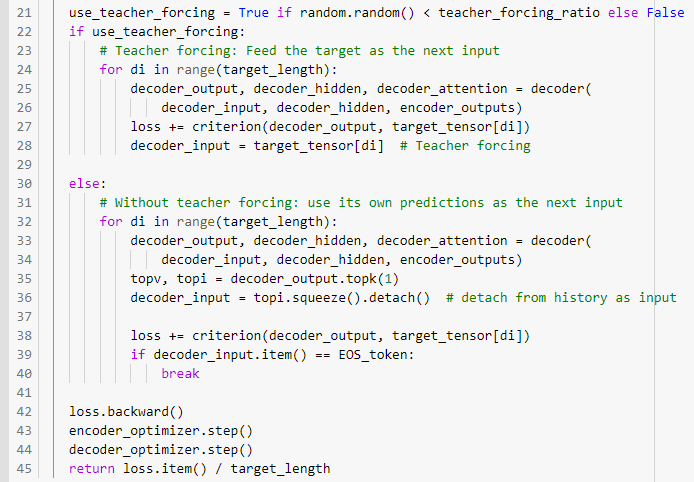 21 use_teacher_forcing = True if random.random() < teacher_forcing_ratio else False
22 if use_teacher_forcing:
23 # Teacher forcing: Feed the target as the next input
24 for di in range(target_length):
25 decoder_output, decoder_hidden, decoder_attention = decoder(
26 decoder_input, decoder_hidden, encoder_outputs)
27 loss += criterion(decoder_output, target_tensor[di])
28 decoder_input = target_tensor[di]  # Teacher forcing
29
30 else:
31 # Without teacher forcing: use its own predictions as the next input
32 for di in range(target_length):
33 decoder_output, decoder_hidden, decoder_attention = decoder(
34 decoder_input, decoder_hidden, encoder_outputs)
35 topv, topi = decoder_output.topk(1)
36 decoder_input = topi.squeeze().detach()  # detach from history as input
37
38 loss += criterion(decoder_output, target_tensor[di])
39 if decoder_input.item() == EOS_token:
40 break
41
42 loss.backward()
43 encoder_optimizer.step()
44 decoder_optimizer.step()
45 return loss.item() / target_length